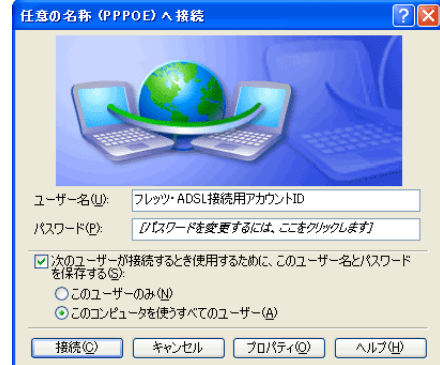 任意の名称 (PPPOE) へ接続
ユーザー名(U):
フレッツ・ADSL接続用アカウントID
パスワード(P):
[パスワードを変更するには、ここをクリックします]
次のユーザーが接続するとき使用するために、このユーザー名とパスワード
を保存する(S):
このユーザーのみ(N)
このコンピュータを使うすべてのユーザー(A)
接続(C) キャンセル プロパティ(O) ヘルプ(H)